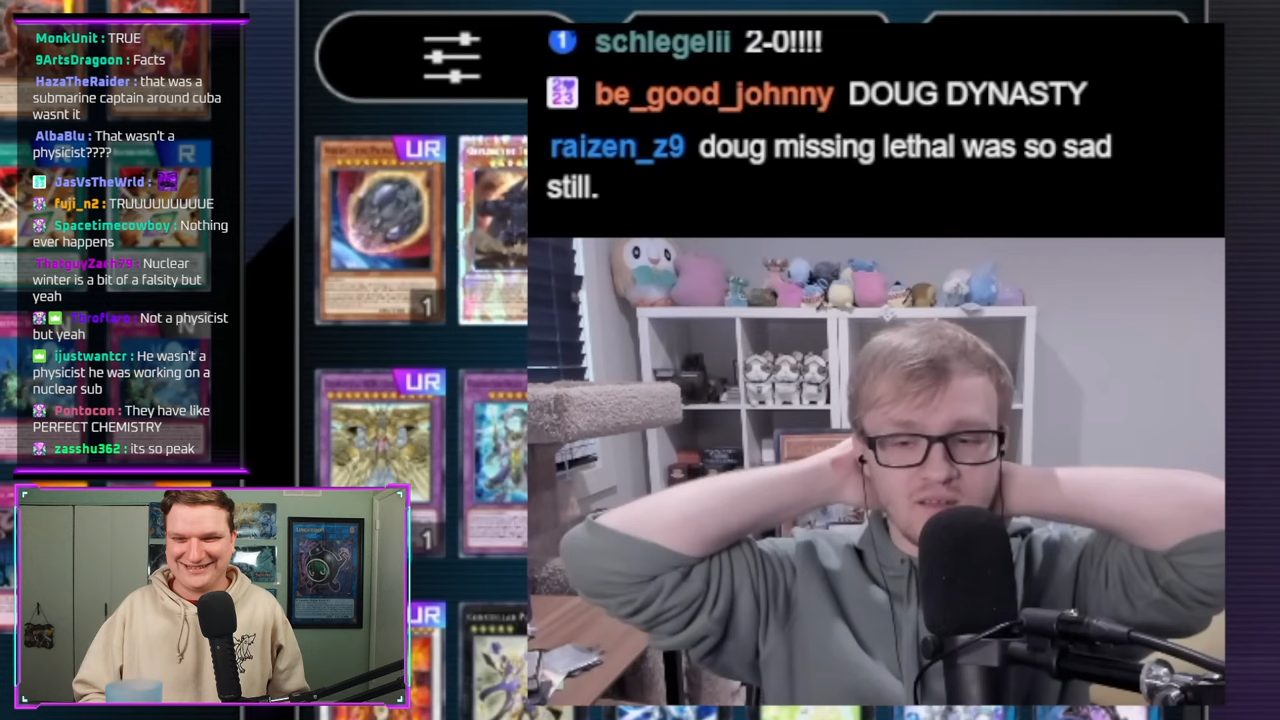 MonkUnit : TRUE
9ArtsDragoon : Facts
HazaTheRaider : that was a
submarine captain around cuba
wasnt it
AlbaBlu : That wasn't a
physicist????
JasVsTheWrld :
fuji_n2 : TRUUUUUUUUUE
Spacetimecowboy : Nothing
ever happens
ThatguyZach79 : Nuclear
winter is a bit of a falsity but
yeah
Not a physicist
but yeah
ijustwantcr : He wasn't a
physicist he was working on a
nuclear sub
Pontocon : They have like
PERFECT CHEMISTRY
zasshu362 : its so peak
1 schlegelii 2-0!!!!
be_good_johnny DOUG DYNASTY
raizen_z9 doug missing lethal was so sad
still.
R
UR
1
UR
1
UR